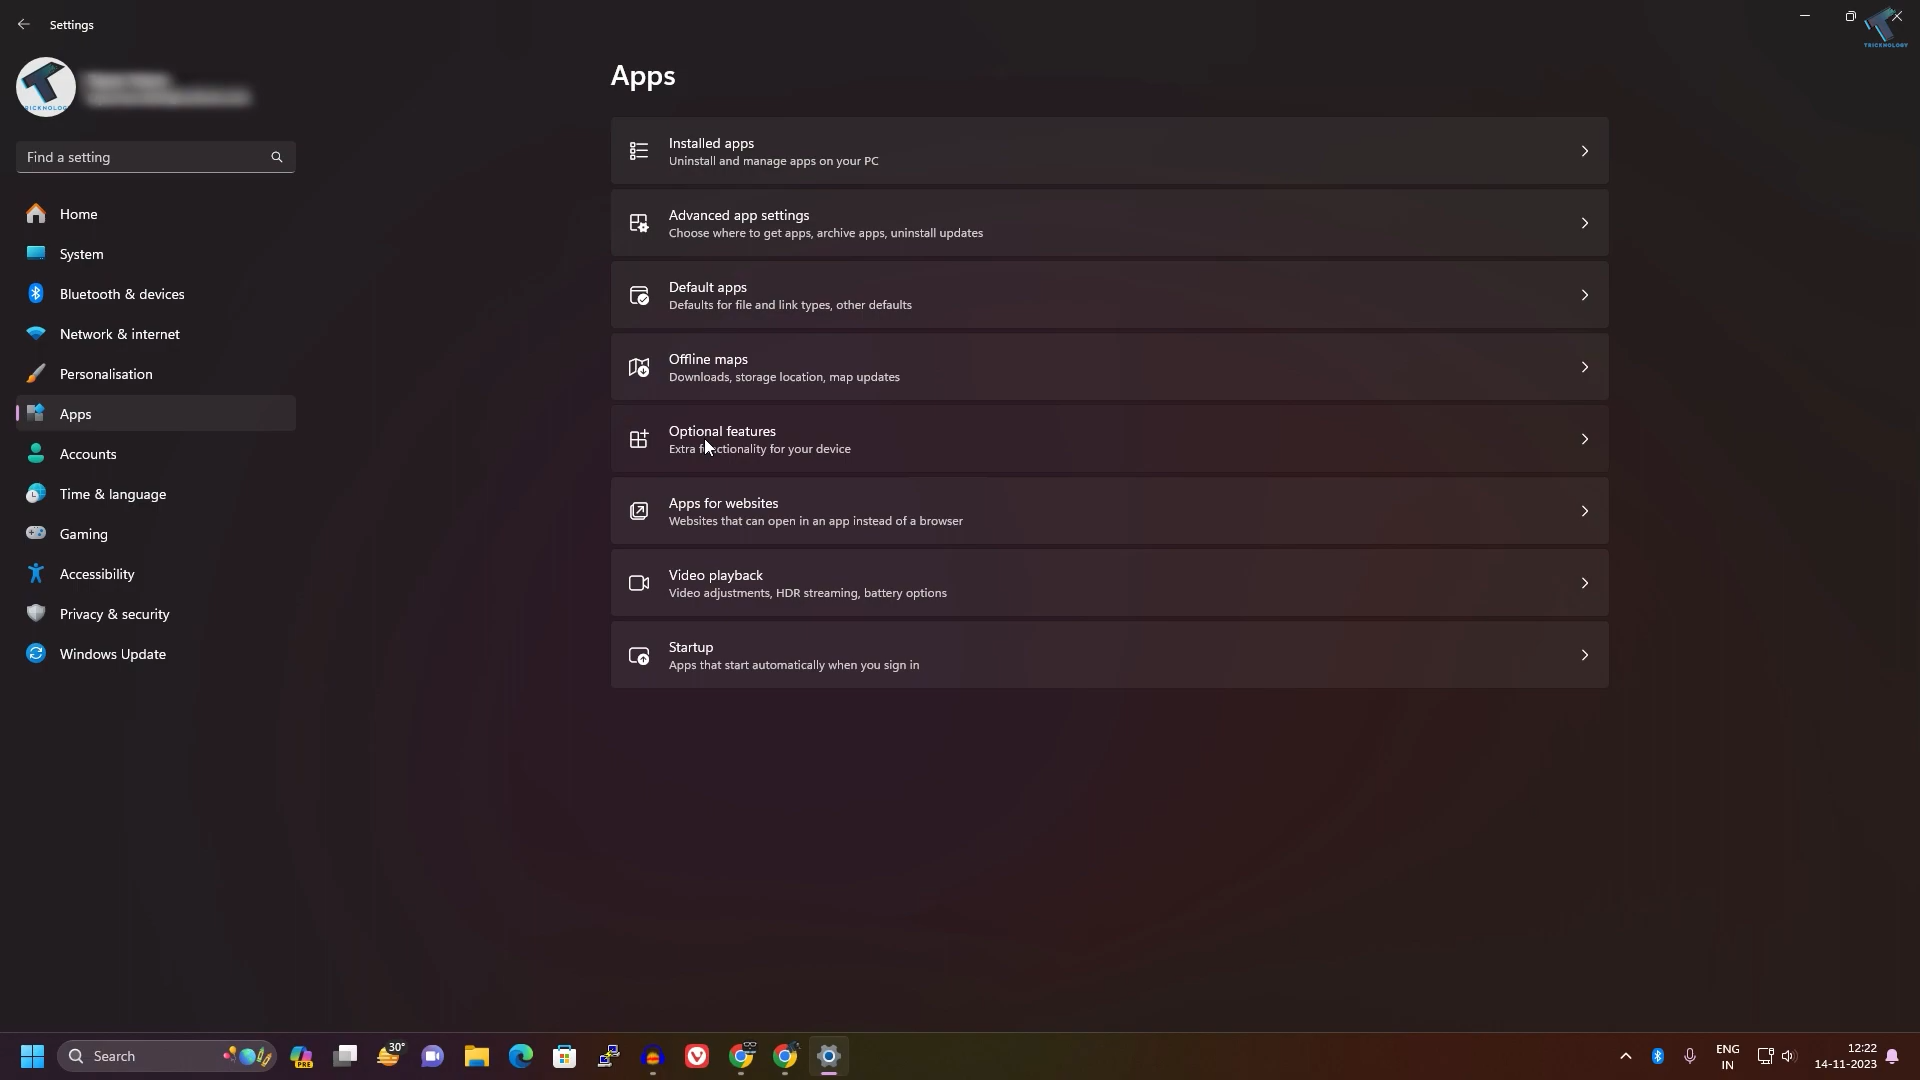 Settings
TRICKNOLOGY
Apps
Find a setting
Home
System
Bluetooth & devices
Network & internet
Personalisation
Apps
Accounts
Time & language
Gaming
Accessibility
Privacy & security
Windows Update
Installed apps
Uninstall and manage apps on your PC
Advanced app settings
Choose where to get apps, archive apps, uninstall updates
Default apps
Defaults for file and link types, other defaults
Offline maps
Downloads, storage location, map updates
Optional features
Extra functionality for your device
Apps for websites
Websites that can open in an app instead of a browser
Video playback
Video adjustments, HDR streaming, battery options
Startup
Apps that start automatically when you sign in
Search
PRE
30°
ENG
IN
12:22
14-11-2023